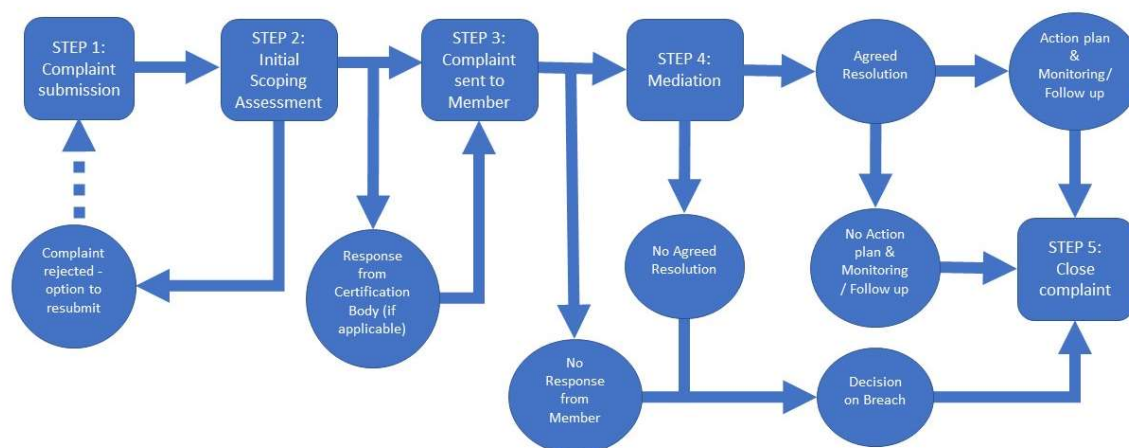 STEP 1:
Complaint
submission
STEP 2:
Initial
Scoping
Assessment
STEP 3:
Complaint
sent to
Member
STEP 4:
Mediation
Agreed
Resolution
Action plan
& 
Monitoring/
Follow up
Complaint
rejected -
option to
resubmit
Response
from
Certification
Body (if
applicable)
No Agreed
Resolution
No Action
plan &
Monitoring
/ Follow up
STEP 5:
Close
complaint
No
Response
from
Member
Decision
on Breach